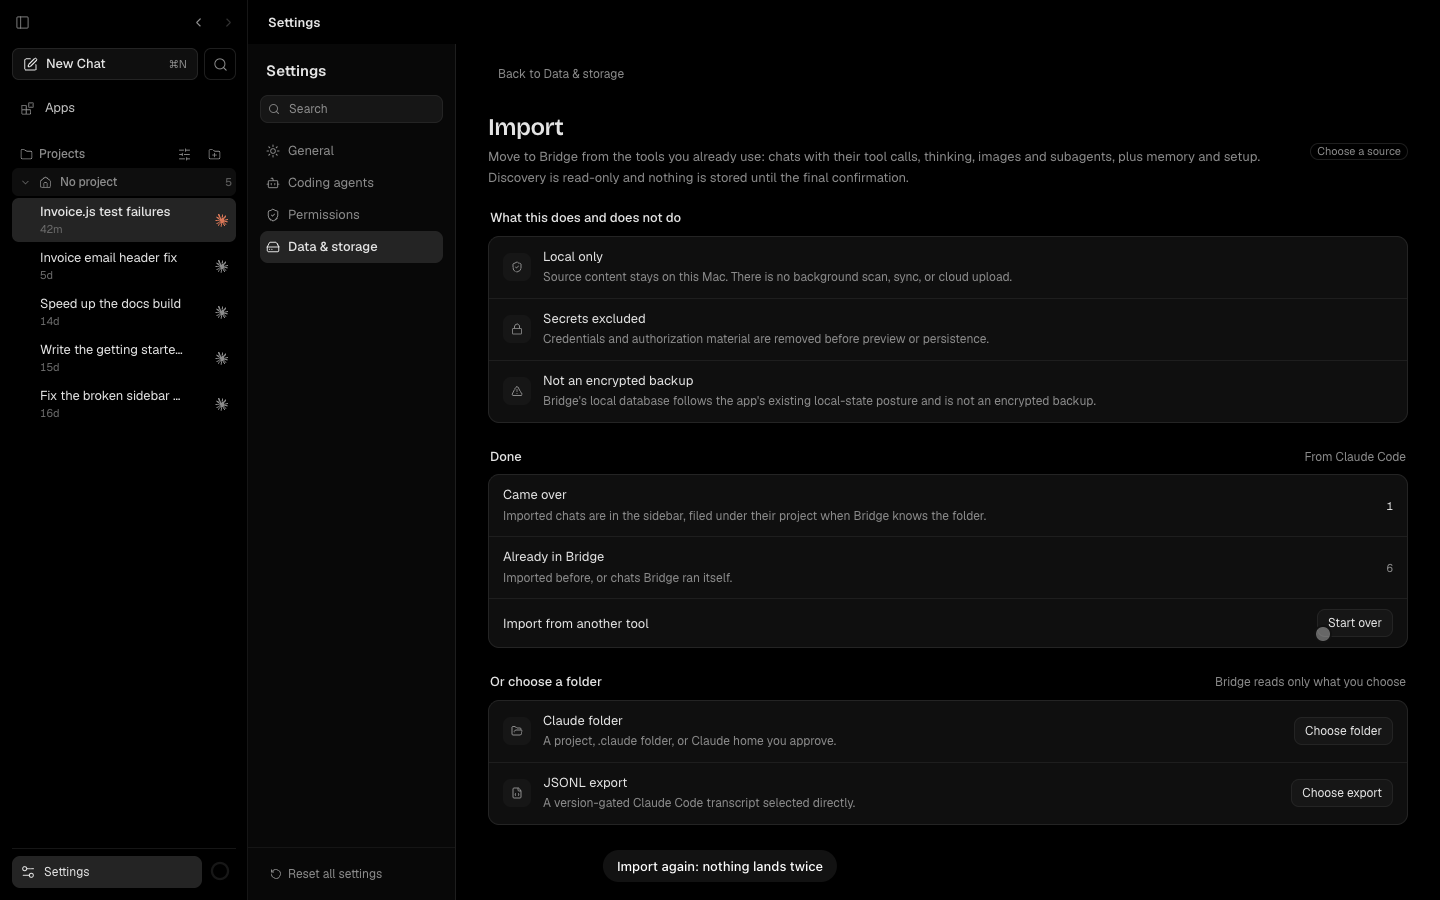 Settings
New Chat
⌘N
Apps
Projects
No project
5
Invoice.js test failures
42m
Invoice email header fix
5d
Speed up the docs build
14d
Write the getting starte…
15d
Fix the broken sidebar …
16d
Settings
Settings
Search
General
Coding agents
Permissions
Data & storage
Reset all settings
Back to Data & storage
Import
Move to Bridge from the tools you already use: chats with their tool calls, thinking, images and subagents, plus memory and setup.
Discovery is read-only and nothing is stored until the final confirmation.
Choose a source
What this does and does not do
Local only
Source content stays on this Mac. There is no background scan, sync, or cloud upload.
Secrets excluded
Credentials and authorization material are removed before preview or persistence.
Not an encrypted backup
Bridge's local database follows the app's existing local-state posture and is not an encrypted backup.
Done
From Claude Code
Came over
Imported chats are in the sidebar, filed under their project when Bridge knows the folder.
1
Already in Bridge
Imported before, or chats Bridge ran itself.
6
Import from another tool
Start over
Or choose a folder
Bridge reads only what you choose
Claude folder
A project, .claude folder, or Claude home you approve.
Choose folder
JSONL export
A version-gated Claude Code transcript selected directly.
Choose export
Import again: nothing lands twice